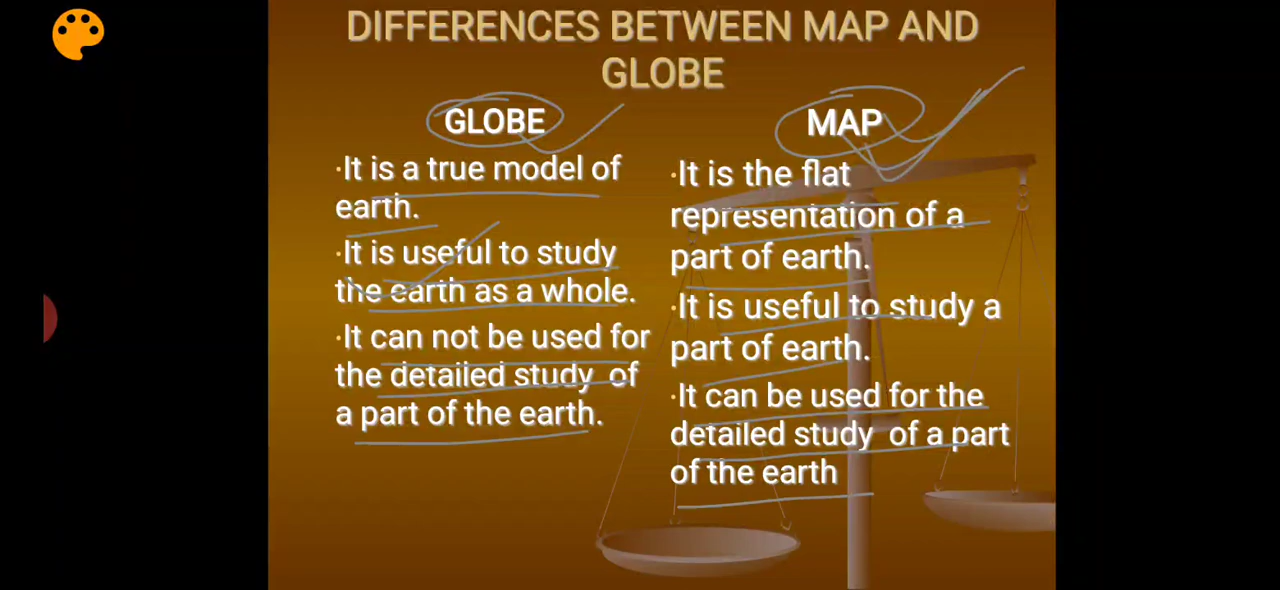 DIFFERENCES BETWEEN MAP AND
GLOBE
GLOBE
·It is a true model of
earth.
·It is useful to study
the earth as a whole.
·It can not be used for
the detailed study of
a part of the earth.
MAP
·It is the flat
representation of a
part of earth.
·It is useful to study a
part of earth.
·It can be used for the
detailed study of a part
of the earth